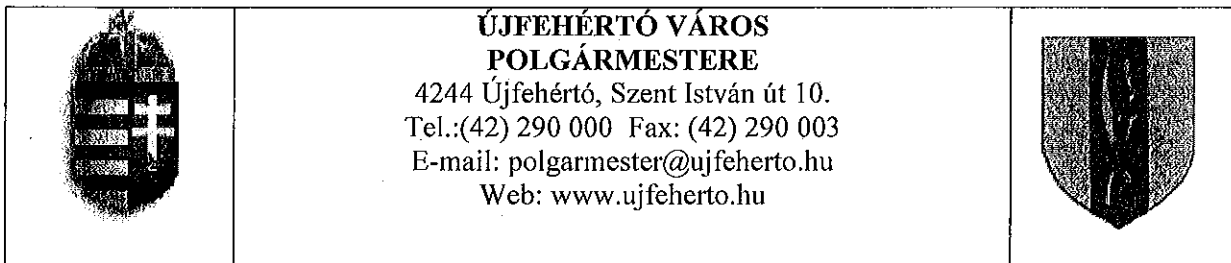 ÚJFEHÉRTÓ VÁROS
POLGÁRMESTERE
4244 Újfehértó, Szent István út 10.
Tel.:(42) 290 000 Fax: (42) 290 003
E-mail: polgarmester@ujfeherto.hu
Web: www.ujfeherto.hu